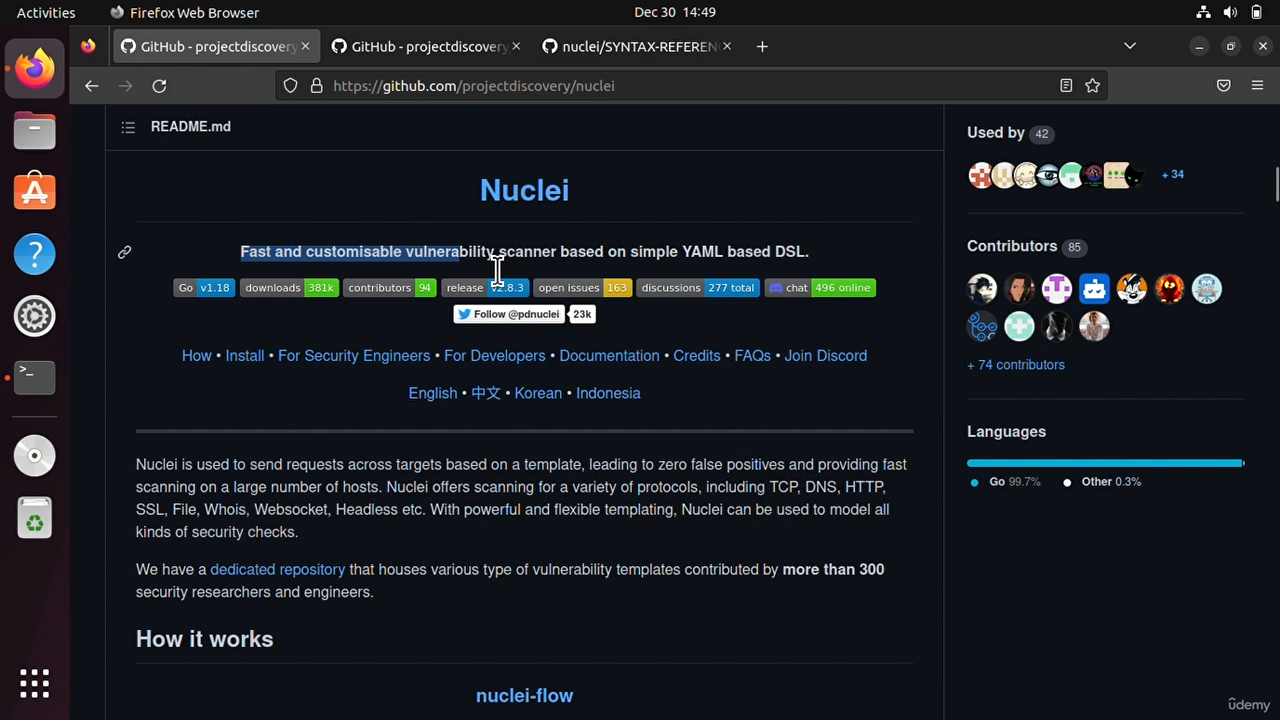 Activities
Firefox Web Browser
Dec 30 14:49
GitHub - projectdiscovery
GitHub - projectdiscovery
nuclei/SYNTAX-REFEREN
https://github.com/projectdiscovery/nuclei
README.md
Nuclei
Fast and customisable vulnerability scanner based on simple YAML based DSL.
Go v1.18 downloads 381k contributors 94 release v2.8.3 open issues 163 discussions 277 total chat 496 online
Follow @pdnuclei 23k
How • Install • For Security Engineers • For Developers • Documentation • Credits • FAQs • Join Discord
English • 中文 • Korean • Indonesia
Nuclei is used to send requests across targets based on a template, leading to zero false positives and providing fast
scanning on a large number of hosts. Nuclei offers scanning for a variety of protocols, including TCP, DNS, HTTP,
SSL, File, Whois, Websocket, Headless etc. With powerful and flexible templating, Nuclei can be used to model all
kinds of security checks.
We have a dedicated repository that houses various type of vulnerability templates contributed by more than 300
security researchers and engineers.
How it works
nuclei-flow
Used by 42
+ 34
Contributors 85
+ 74 contributors
Languages
Go 99.7% Other 0.3%
ûdemy